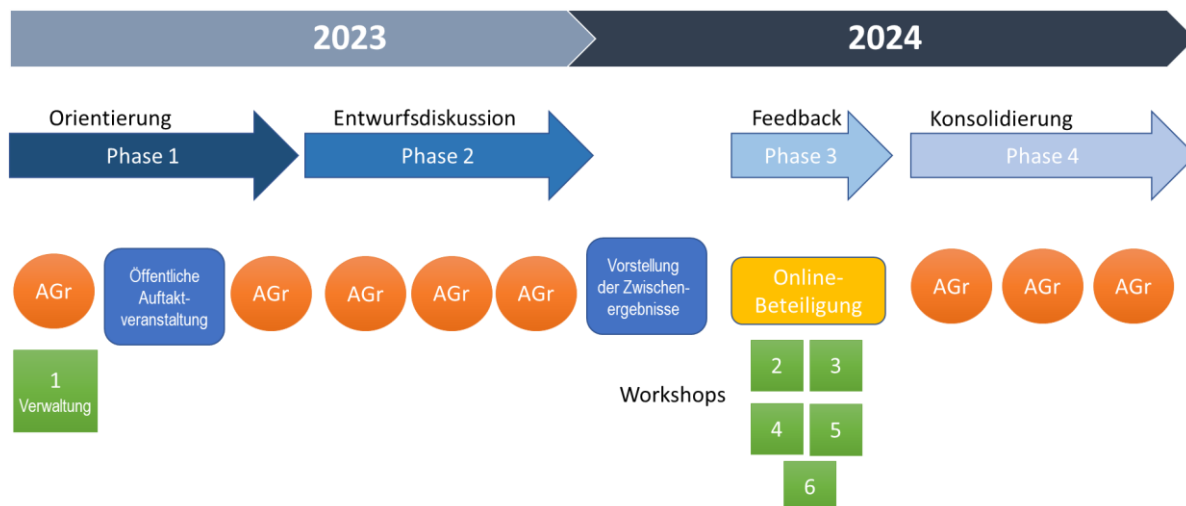 2023
2024
Orientierung
Phase 1
Entwurfsdiskussion
Phase 2
Feedback
Phase 3
Konsolidierung
Phase 4
AGr
Öffentliche
Auftakt-
veranstaltung
AGr
AGr
AGr
AGr
Vorstellung
der Zwischen-
ergebnisse
Online-
Beteiligung
AGr
AGr
AGr
1
Verwaltung
Workshops
2
3
4
5
6